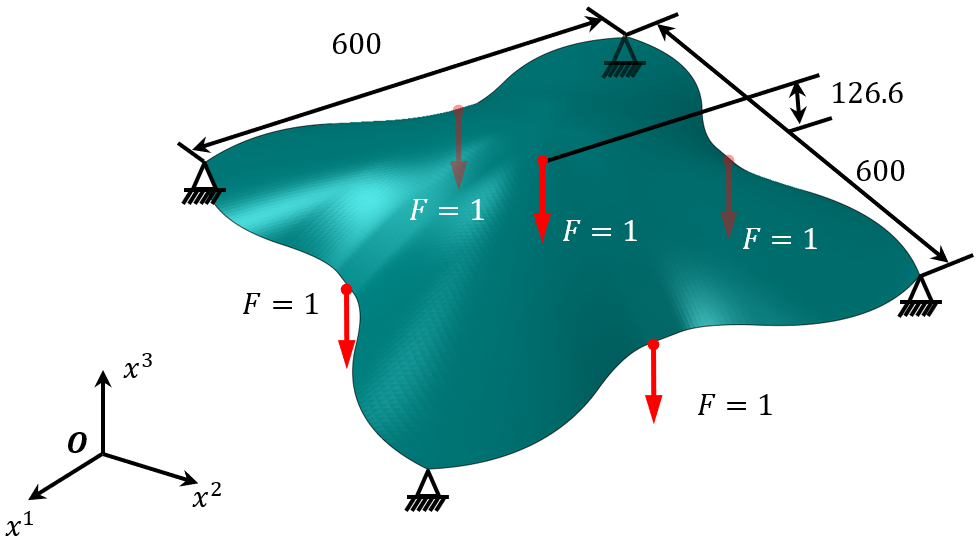 600
126.6
600
F = 1
F = 1
F = 1
F = 1
F = 1
x³
O
x²
x¹